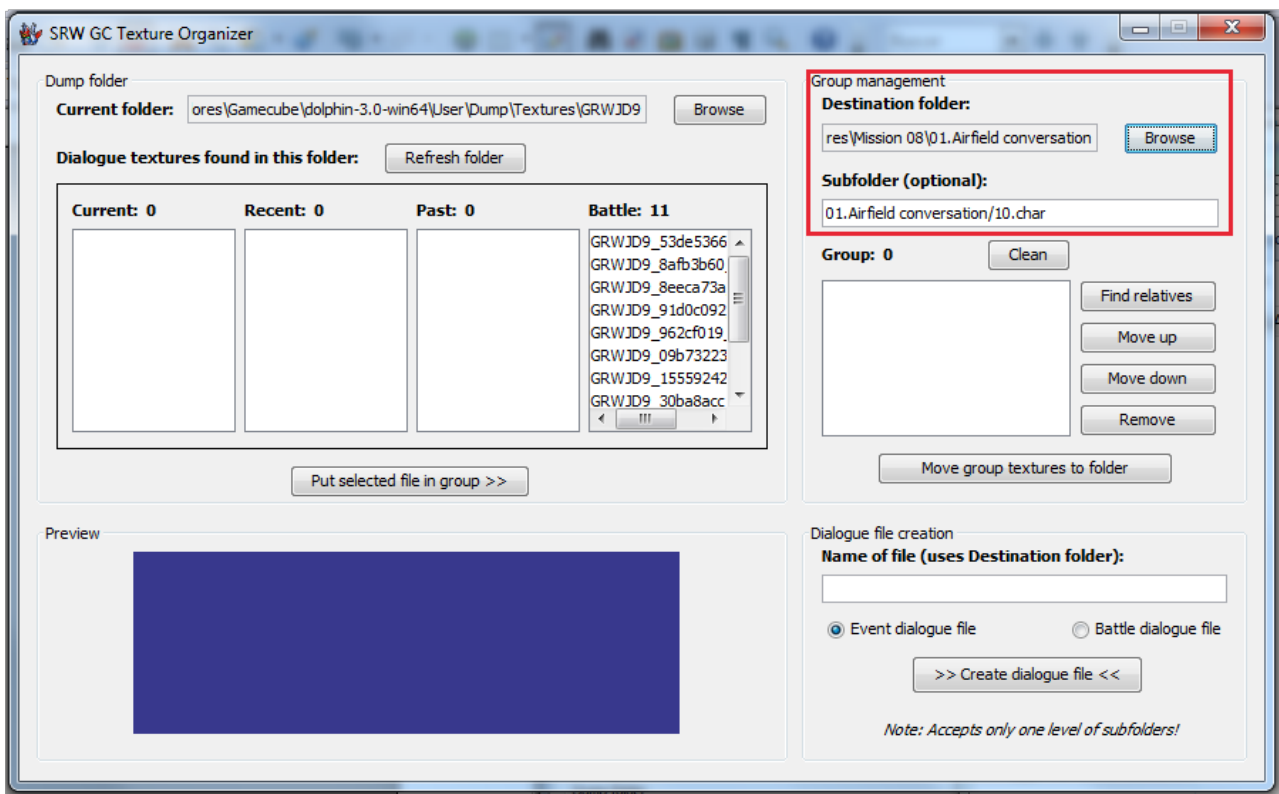 SRW GC Texture Organizer
Dump folder
Current folder: ores\Gamecube\dolphin-3.0-win64\User\Dump\Textures\GRWJD9 Browse
Dialogue textures found in this folder: Refresh folder
Current: 0 Recent: 0 Past: 0 Battle: 11
GRWJD9_53de5366
GRWJD9_8afb3b60_
GRWJD9_8eeca73a
GRWJD9_91d0c092
GRWJD9_962cf019_
GRWJD9_09b73223
GRWJD9_15559242
GRWJD9_30ba8acc
Put selected file in group >>
Preview
Group management
Destination folder:
res\Mission 08\01.Airfield conversation Browse
Subfolder (optional):
01.Airfield conversation/10.char
Group: 0 Clean
Find relatives
Move up
Move down
Remove
Move group textures to folder
Dialogue file creation
Name of file (uses Destination folder):
Event dialogue file Battle dialogue file
>> Create dialogue file <<
Note: Accepts only one level of subfolders!